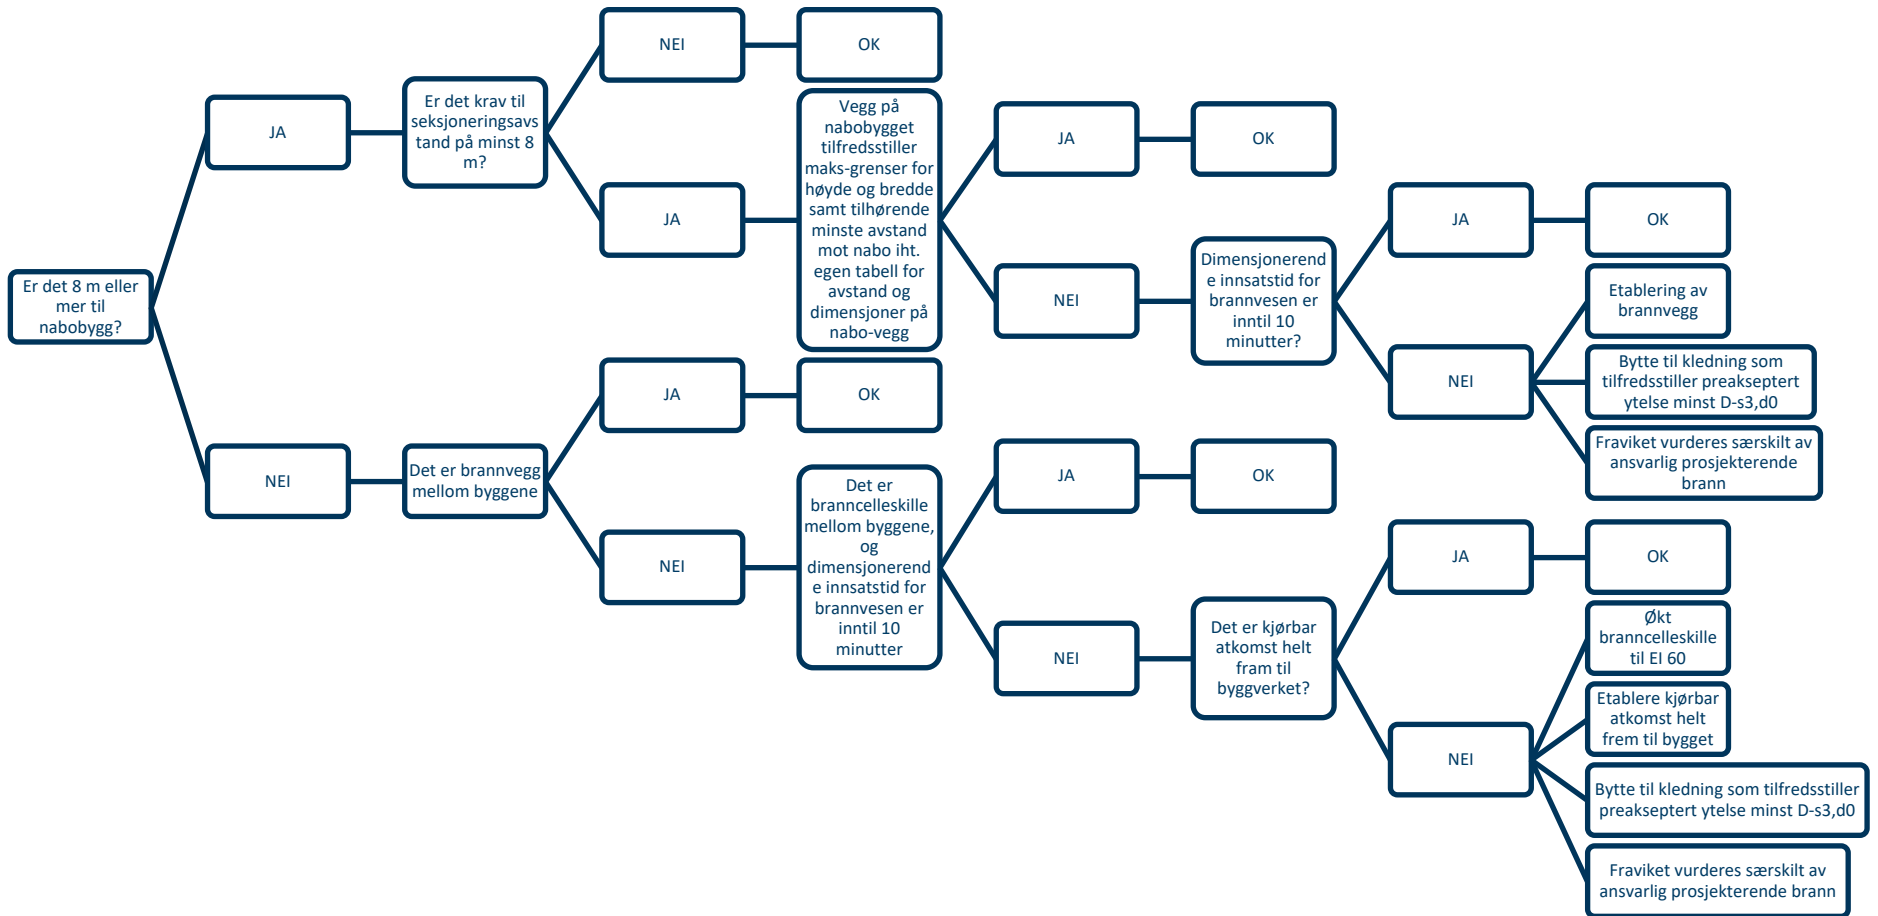 Er det 8 m eller
mer til
nabobygg?
JA
Er det krav til
seksjoneringsavs
tand på minst 8
m?
NEI
OK
JA
Vegg på
nabobygget
tilfredsstiller
maks-grenser for
høyde og bredde
samt tilhørende
minste avstand
mot nabo iht.
egen tabell for
avstand og
dimensjoner på
nabo-vegg
JA
OK
NEI
Dimensjonerend
e innsatstid for
brannvesen er
inntil 10
minutter?
JA
OK
NEI
Etablering av
brannvegg
Bytte til kledning som
tilfredsstiller preakseptert
ytelse minst D-s3,d0
Fraviket vurderes særskilt av
ansvarlig prosjekterende
brann
NEI
Det er brannvegg
mellom byggene
JA
OK
NEI
Det er
branncelleskille
mellom byggene,
og
dimensjonerend
e innsatstid for
brannvesen er
inntil 10
minutter
JA
OK
NEI
Det er kjørbar
atkomst helt
fram til
byggverket?
JA
OK
NEI
Økt
branncelleskille
til EI 60
Etablere kjørbar
atkomst helt
frem til bygget
Bytte til kledning som tilfredsstiller
preakseptert ytelse minst D-s3,d0
Fraviket vurderes særskilt av
ansvarlig prosjekterende brann